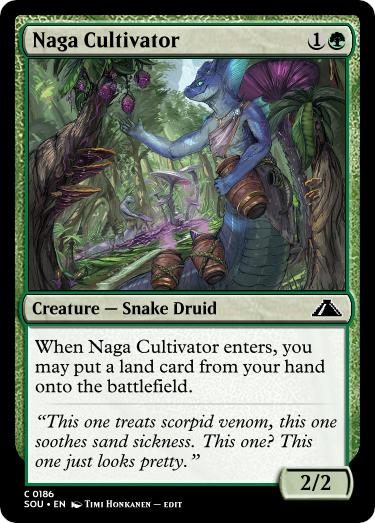 Naga Cultivator 1
Creature — Snake Druid
When Naga Cultivator enters, you
may put a land card from your hand
onto the battlefield.
“This one treats scorpid venom, this one
soothes sand sickness. This one? This
one just looks pretty.”
2/2
C 0186
SOU • EN Timi Honkanen — edit